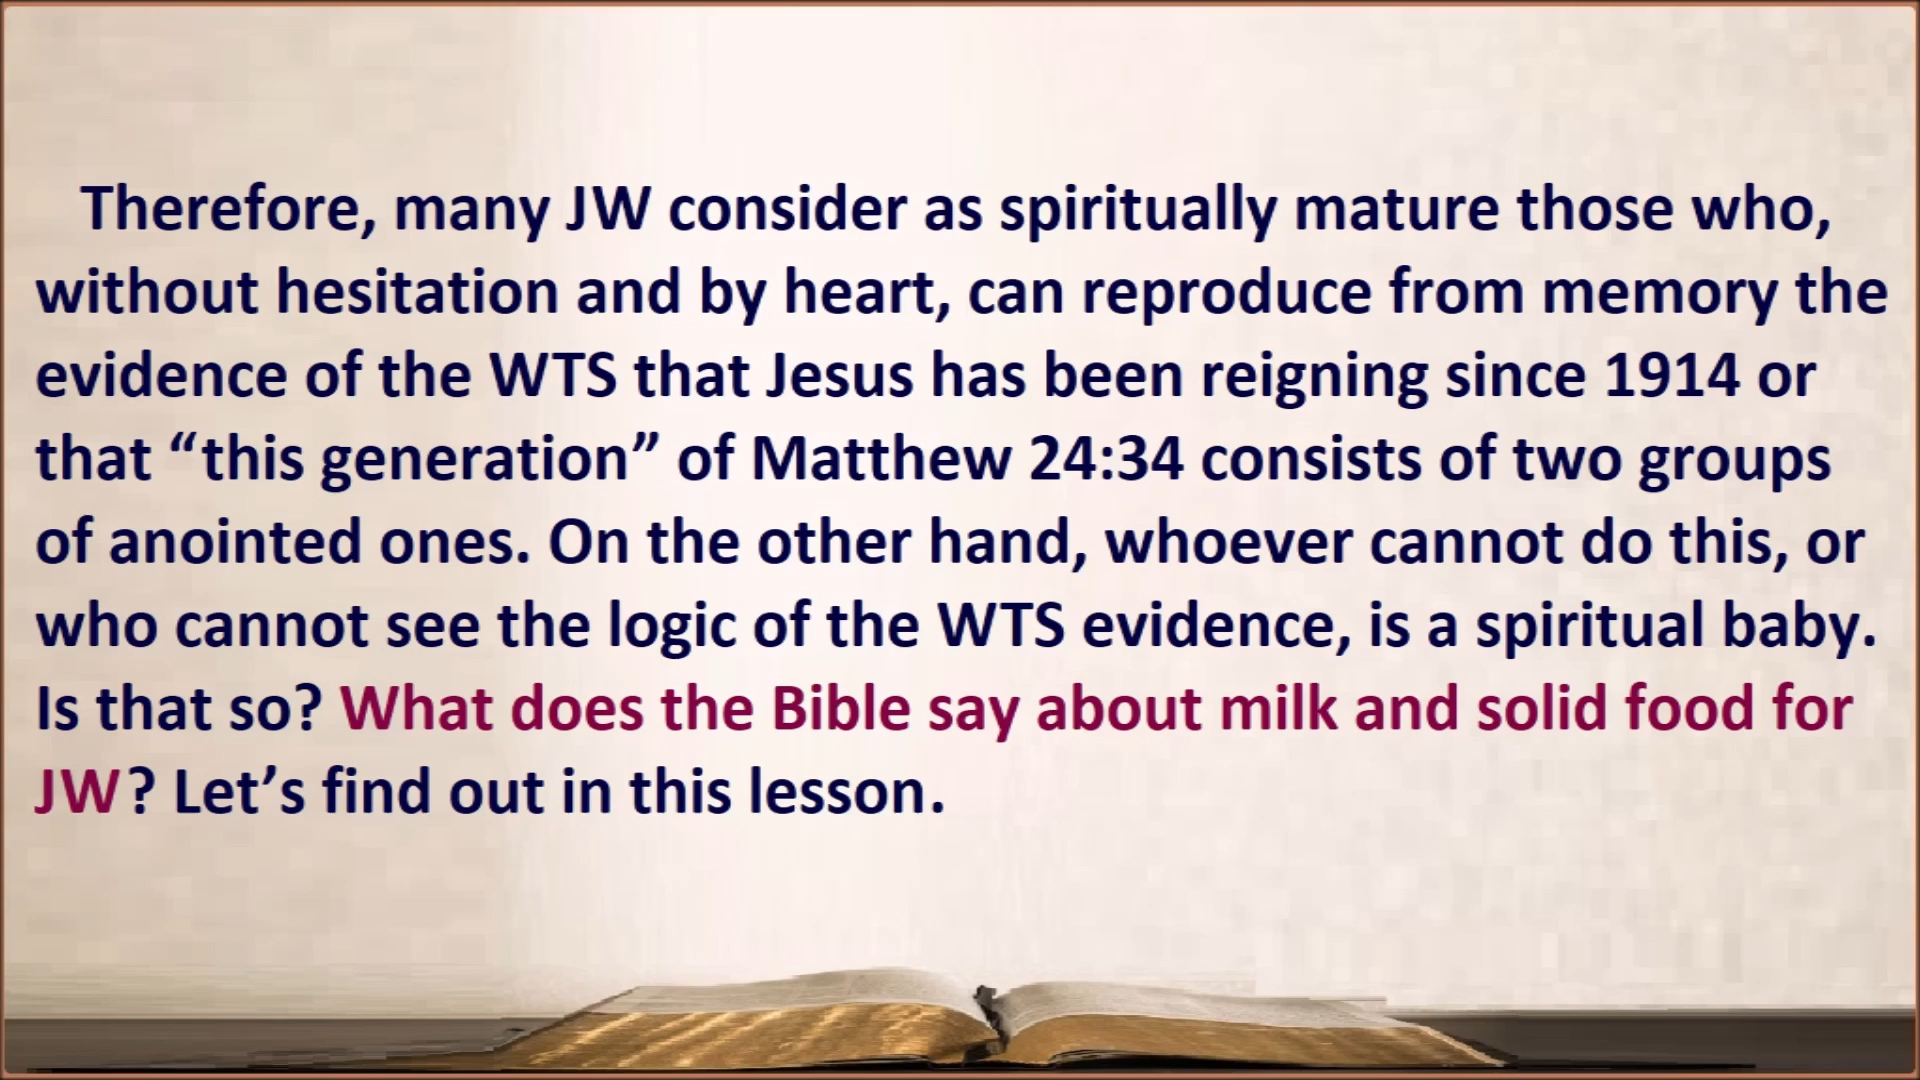 Therefore, many JW consider as spiritually mature those who,
without hesitation and by heart, can reproduce from memory the
evidence of the WTS that Jesus has been reigning since 1914 or
that “this generation” of Matthew 24:34 consists of two groups
of anointed ones. On the other hand, whoever cannot do this, or
who cannot see the logic of the WTS evidence, is a spiritual baby.
Is that so? What does the Bible say about milk and solid food for
JW? Let’s find out in this lesson.